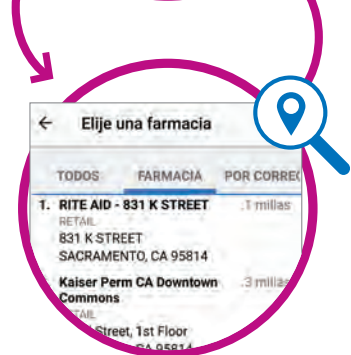 ← Elije una farmacia
TODOS FARMACIA POR CORREO
1. RITE AID - 831 K STREET .1 millas
RETAIL
831 K STREET
SACRAMENTO, CA 95814
Kaiser Perm CA Downtown .3 millas
Commons
RETAIL
Street, 1st Floor
CA 95814